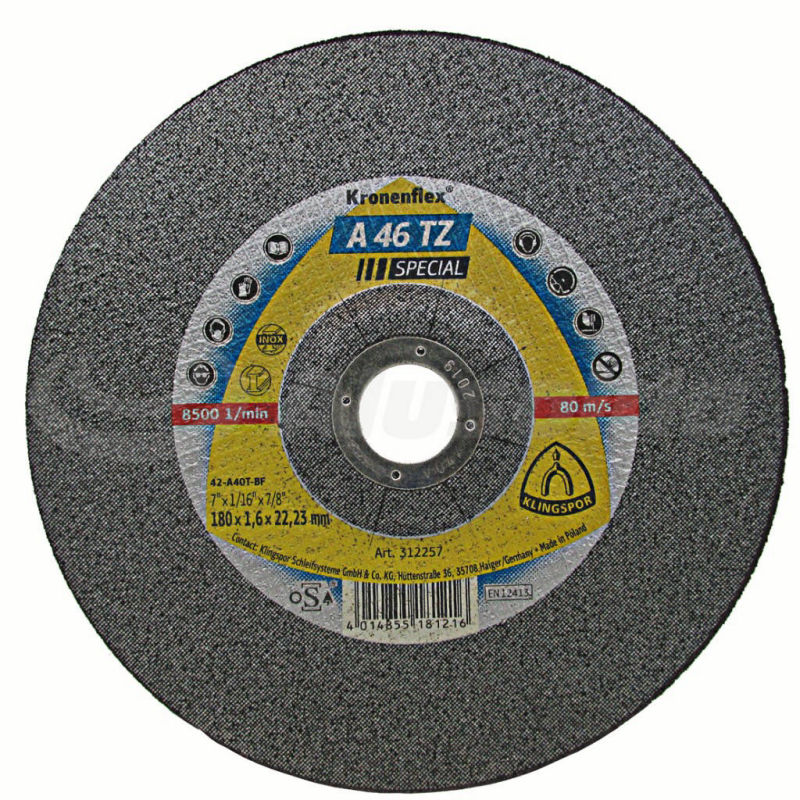 Kronenflex®
A 46 TZ
SPECIAL
INOX
8500 1/min
80 m/s
2019
42-A40T-BF
7" x 1/16" x 7/8"
180 x 1,6 x 22,23 mm
KLINGSPOR
Art. 312257
Contact: Klingspor Schleifsysteme GmbH & Co. KG, Hüttenstraße 36, 35708 Haiger/Germany • Made in Poland
oSA
EN12413
4 014855 181216